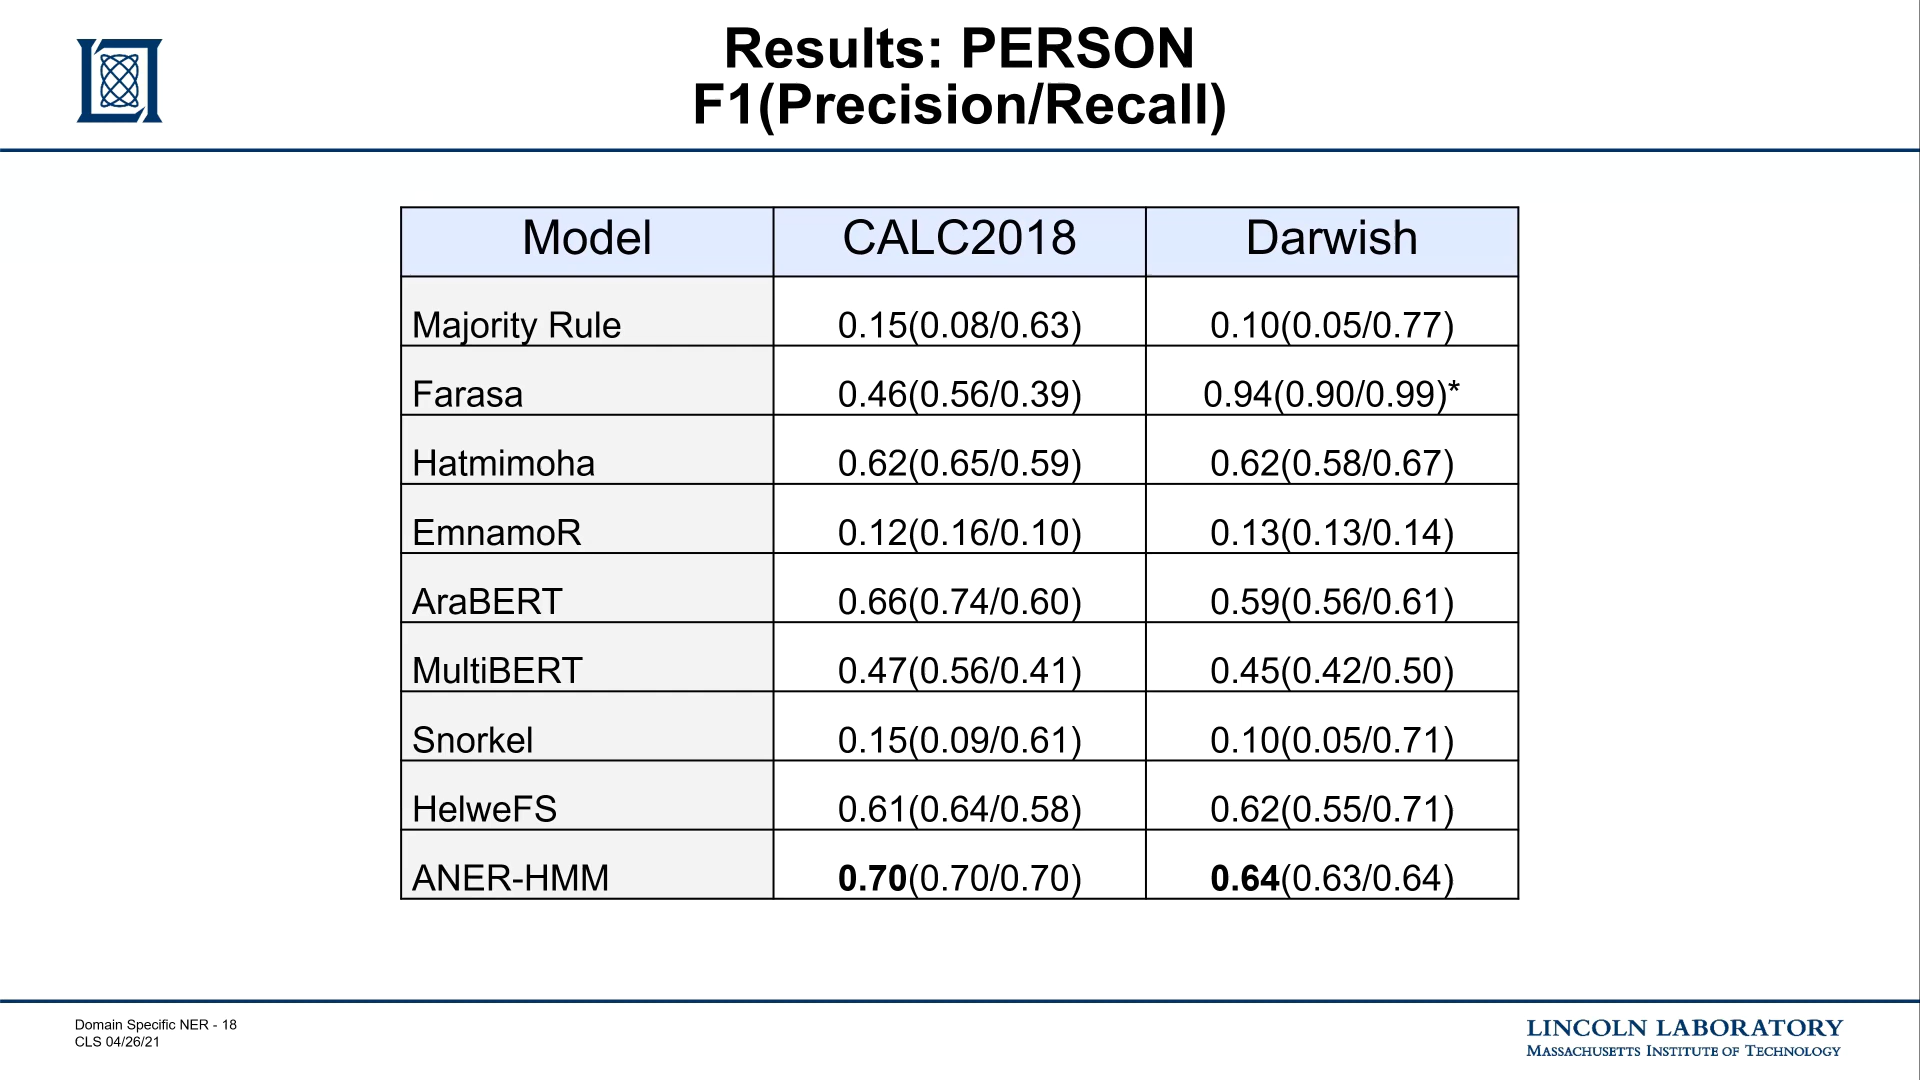 Results: PERSON
F1(Precision/Recall)
Model CALC2018 Darwish
Majority Rule 0.15(0.08/0.63) 0.10(0.05/0.77)
Farasa 0.46(0.56/0.39) 0.94(0.90/0.99)*
Hatmimoha 0.62(0.65/0.59) 0.62(0.58/0.67)
EmnamoR 0.12(0.16/0.10) 0.13(0.13/0.14)
AraBERT 0.66(0.74/0.60) 0.59(0.56/0.61)
MultiBERT 0.47(0.56/0.41) 0.45(0.42/0.50)
Snorkel 0.15(0.09/0.61) 0.10(0.05/0.71)
HelweFS 0.61(0.64/0.58) 0.62(0.55/0.71)
ANER-HMM 0.70(0.70/0.70) 0.64(0.63/0.64)
Domain Specific NER - 18
CLS 04/26/21
LINCOLN LABORATORY
MASSACHUSETTS INSTITUTE OF TECHNOLOGY